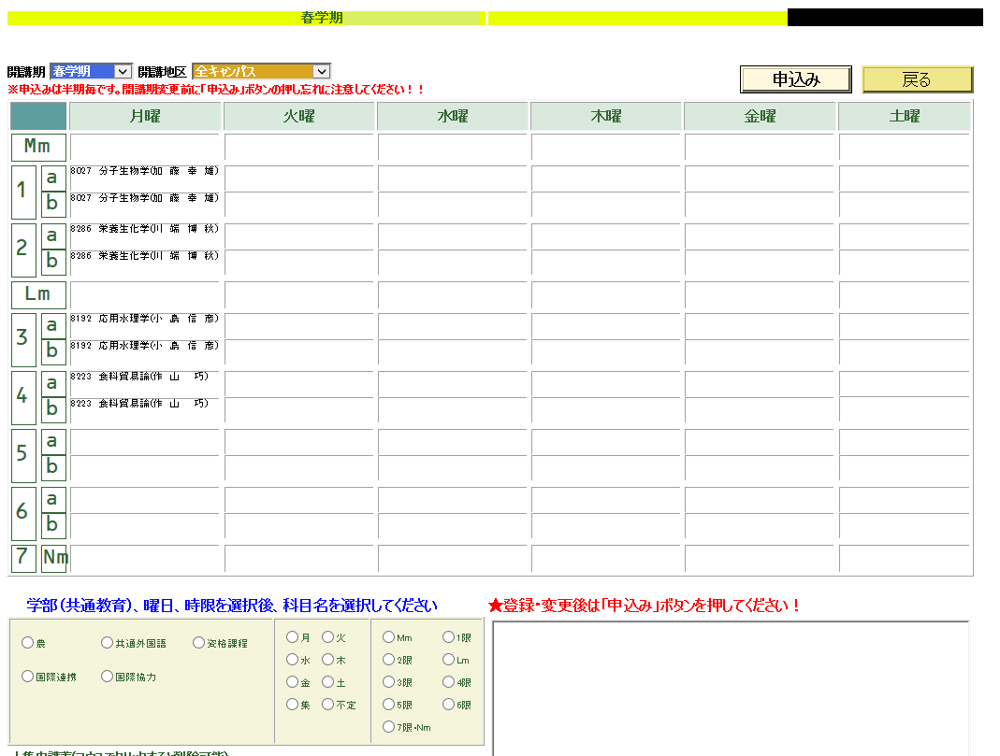 春学期
開講期 春学期 開講地区 全キャンパス
※申込みは半期毎です。開講期変更前に「申込み」ボタンの押し忘れに注意してください！！
申込み 戻る
月曜 火曜 水曜 木曜 金曜 土曜
Mm
1 a 8027 分子生物学(加 藤 幸 雄)
b 8027 分子生物学(加 藤 幸 雄)
2 a 8286 栄養生化学(川 端 博 秋)
b 8286 栄養生化学(川 端 博 秋)
Lm
3 a 8192 応用水理学(小 島 信 彦)
b 8192 応用水理学(小 島 信 彦)
4 a 8223 食料貿易論(作 山 巧)
b 8223 食料貿易論(作 山 巧)
5 a
b
6 a
b
7 Nm
学部(共通教育)、曜日、時限を選択後、科目名を選択してください
★登録・変更後は「申込み」ボタンを押してください！
農 共通外国語 資格課程
国際連携 国際協力
月 火
水 木
金 土
集 不定
Mm 1限
2限 Lm
3限 4限
5限 6限
7限・Nm